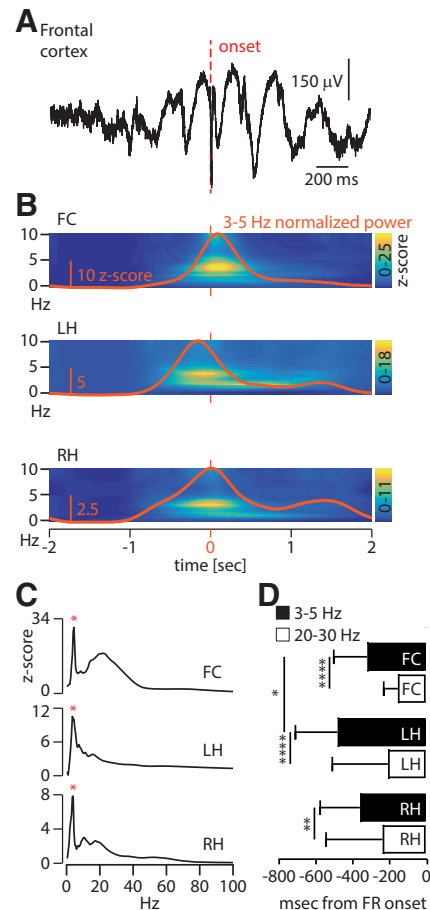 A
Frontal
cortex
onset
150 µV
200 ms
B
FC
3-5 Hz normalized power
10
5
0
Hz
10 z-score
0-25
z-score
LH
10
5
0
Hz
5
0-18
RH
10
5
0
Hz
2.5
0-11
-2 -1 0 1 2
time [sec]
C
34
z-score
0
*
FC
12
0
*
LH
8
0
*
RH
0 20 40 60 80 100
Hz
D
3-5 Hz
20-30 Hz
FC
FC
****
*
LH
LH
****
RH
RH
**
-800 -600 -400 -200 0
msec from FR onset